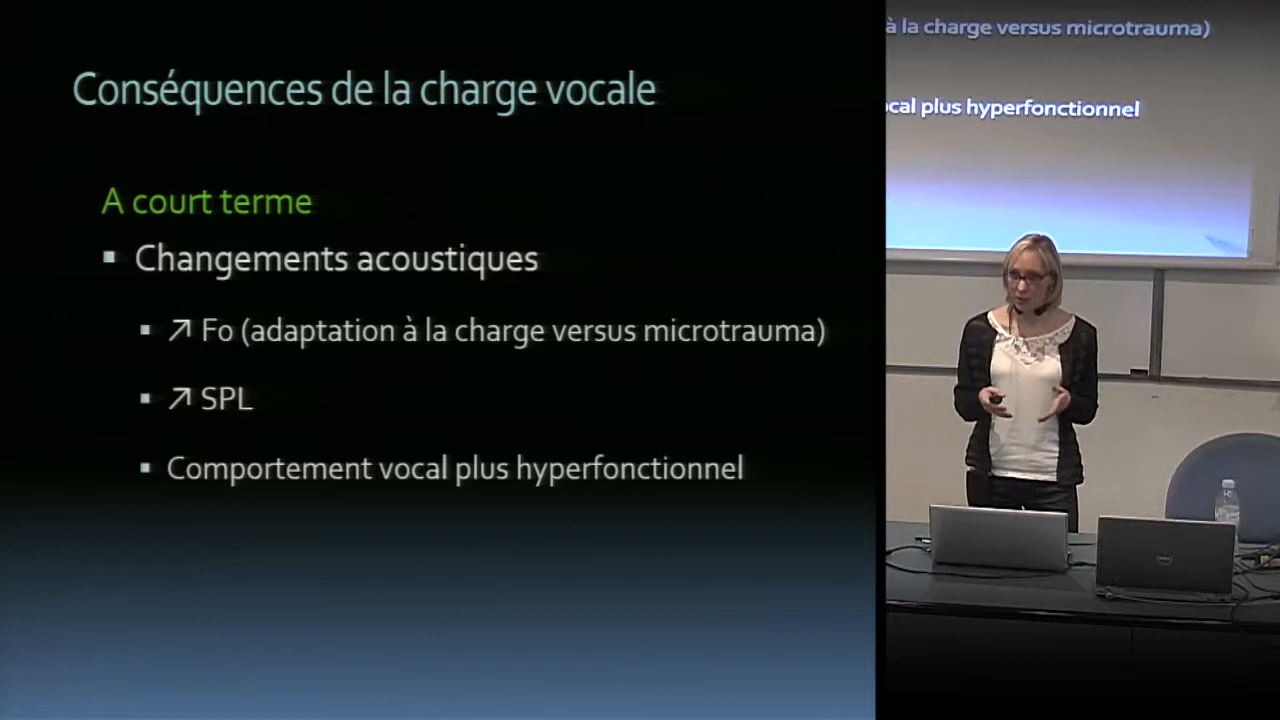 Conséquences de la charge vocale
A court terme
▪ Changements acoustiques
▪ ↗ Fo (adaptation à la charge versus microtrauma)
▪ ↗ SPL
▪ Comportement vocal plus hyperfonctionnel
à la charge versus microtrauma)
plus hyperfonctionnel
DELL